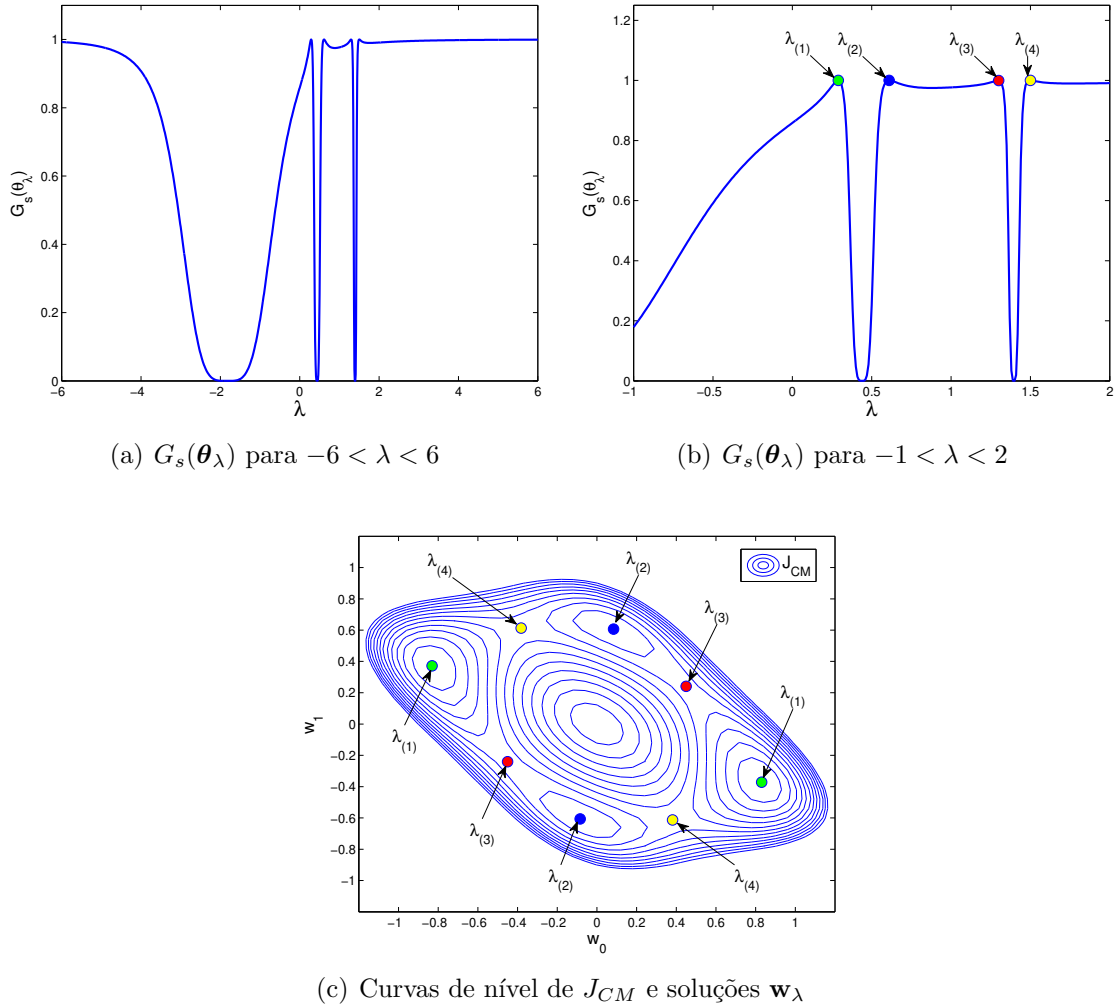 1
0.8
0.6
0.4
0.2
0
G_s(θ_λ)
−6 −4 −2 0 2 4 6
λ
(a) G_s(θ_λ) para −6 < λ < 6
1.2
1
0.8
0.6
0.4
0.2
0
G_s(θ_λ)
λ_(1) λ_(2) λ_(3) λ_(4)
−1 −0.5 0 0.5 1 1.5 2
λ
(b) G_s(θ_λ) para −1 < λ < 2
J_CM
λ_(4) λ_(2)
λ_(3)
λ_(1)
λ_(1)
λ_(3)
λ_(2) λ_(4)
1
0.8
0.6
0.4
0.2
0
−0.2
−0.4
−0.6
−0.8
−1
w_1
−1 −0.8 −0.6 −0.4 −0.2 0 0.2 0.4 0.6 0.8 1
w_0
(c) Curvas de nível de J_CM e soluções w_λ